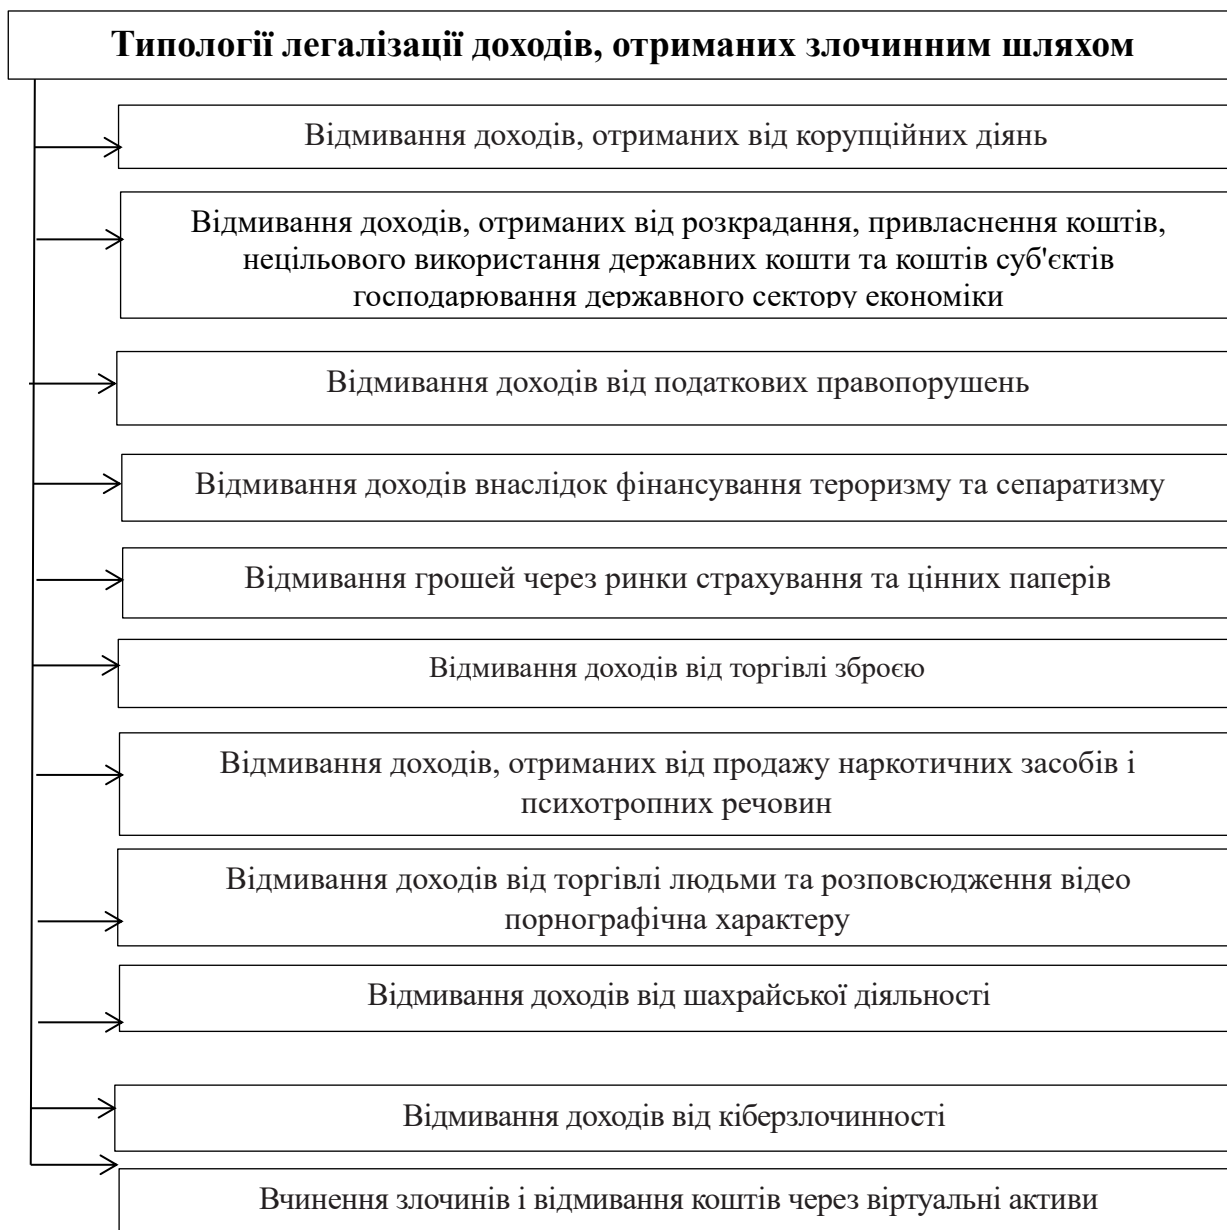 Типології легалізації доходів, отриманих злочинним шляхом
Відмивання доходів, отриманих від корупційних діянь
Відмивання доходів, отриманих від розкрадання, привласнення коштів,
нецільового використання державних кошти та коштів суб'єктів
господарювання державного сектору економіки
Відмивання доходів від податкових правопорушень
Відмивання доходів внаслідок фінансування тероризму та сепаратизму
Відмивання грошей через ринки страхування та цінних паперів
Відмивання доходів від торгівлі зброєю
Відмивання доходів, отриманих від продажу наркотичних засобів і
психотропних речовин
Відмивання доходів від торгівлі людьми та розповсюдження відео
порнографічна характеру
Відмивання доходів від шахрайської діяльності
Відмивання доходів від кіберзлочинності
Вчинення злочинів і відмивання коштів через віртуальні активи